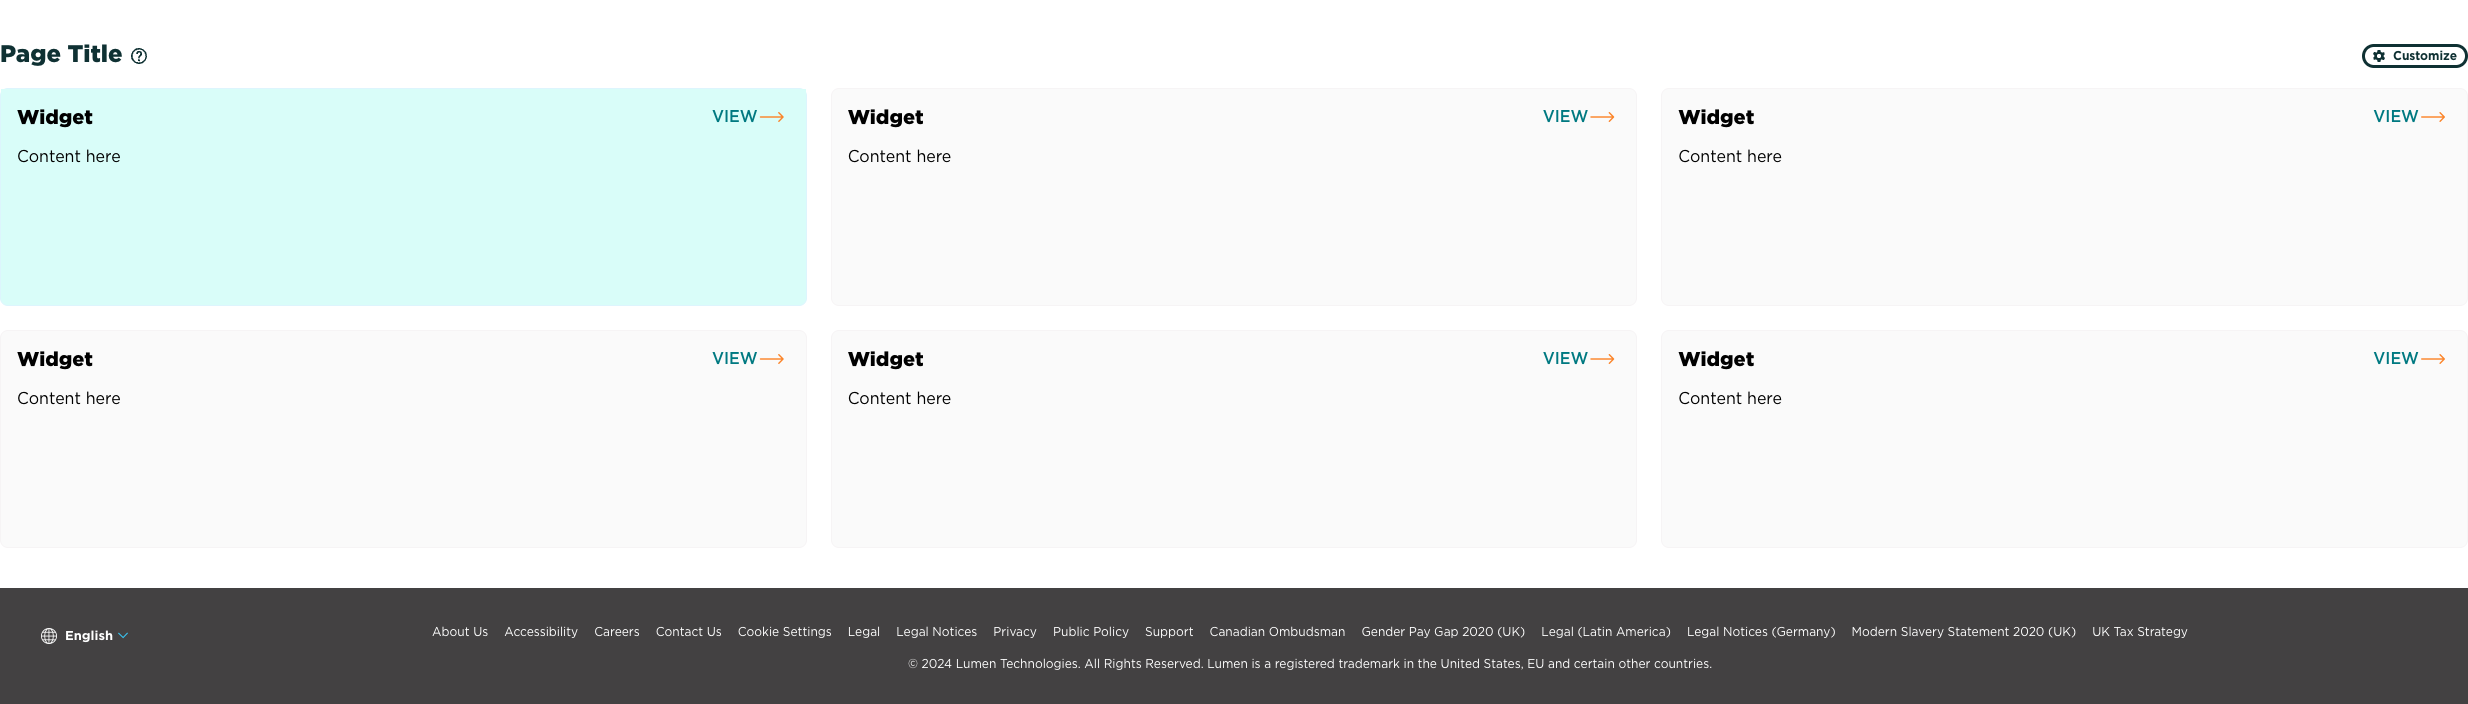 Page Title
Customize
Widget VIEW
Content here
Widget VIEW
Content here
Widget VIEW
Content here
Widget VIEW
Content here
Widget VIEW
Content here
Widget VIEW
Content here
English
About Us Accessibility Careers Contact Us Cookie Settings Legal Legal Notices Privacy Public Policy Support Canadian Ombudsman Gender Pay Gap 2020 (UK) Legal (Latin America) Legal Notices (Germany) Modern Slavery Statement 2020 (UK) UK Tax Strategy
© 2024 Lumen Technologies. All Rights Reserved. Lumen is a registered trademark in the United States, EU and certain other countries.